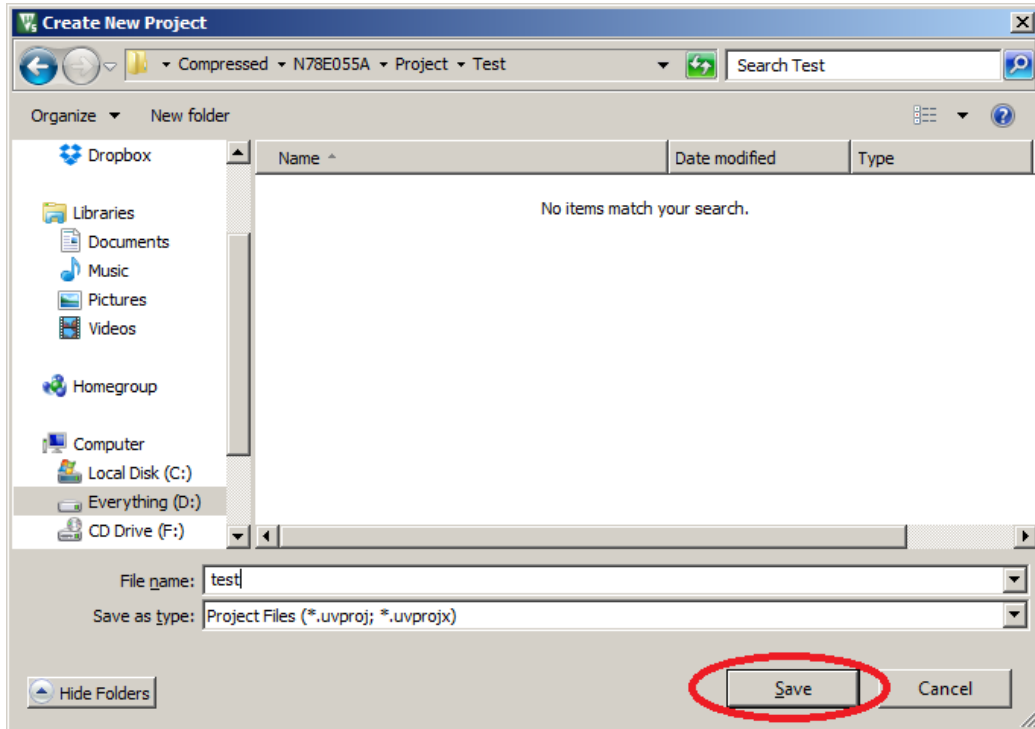 Create New Project
Compressed N78E055A Project Test
Search Test
Organize New folder
Name Date modified Type
No items match your search.
Dropbox
Libraries
Documents
Music
Pictures
Videos
Homegroup
Computer
Local Disk (C:)
Everything (D:)
CD Drive (F:)
File name: test
Save as type: Project Files (*.uvproj; *.uvprojx)
Hide Folders
Save
Cancel